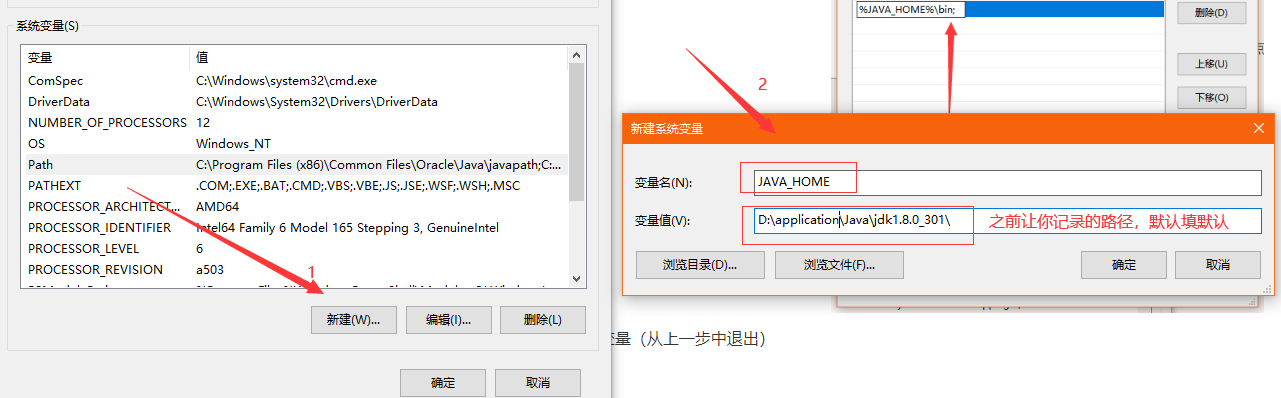 系统变量(S)
变量 值
ComSpec C:\Windows\system32\cmd.exe
DriverData C:\Windows\System32\Drivers\DriverData
NUMBER_OF_PROCESSORS 12
OS Windows_NT
Path C:\Program Files (x86)\Common Files\Oracle\Java\javapath;C:...
PATHEXT .COM;.EXE;.BAT;.CMD;.VBS;.VBE;.JS;.JSE;.WSF;.WSH;.MSC
PROCESSOR_ARCHITECT... AMD64
PROCESSOR_IDENTIFIER Intel64 Family 6 Model 165 Stepping 3, GenuineIntel
PROCESSOR_LEVEL 6
PROCESSOR_REVISION a503
1
新建(W)... 编辑(I)... 删除(L)
确定 取消
%JAVA_HOME%\bin;
删除(D)
上移(U)
下移(O)
2
新建系统变量
变量名(N): JAVA_HOME
变量值(V): D:\application\Java\jdk1.8.0_301\ 之前让你记录的路径，默认填默认
浏览目录(D)... 浏览文件(F)... 确定 取消
变量（从上一步中退出）